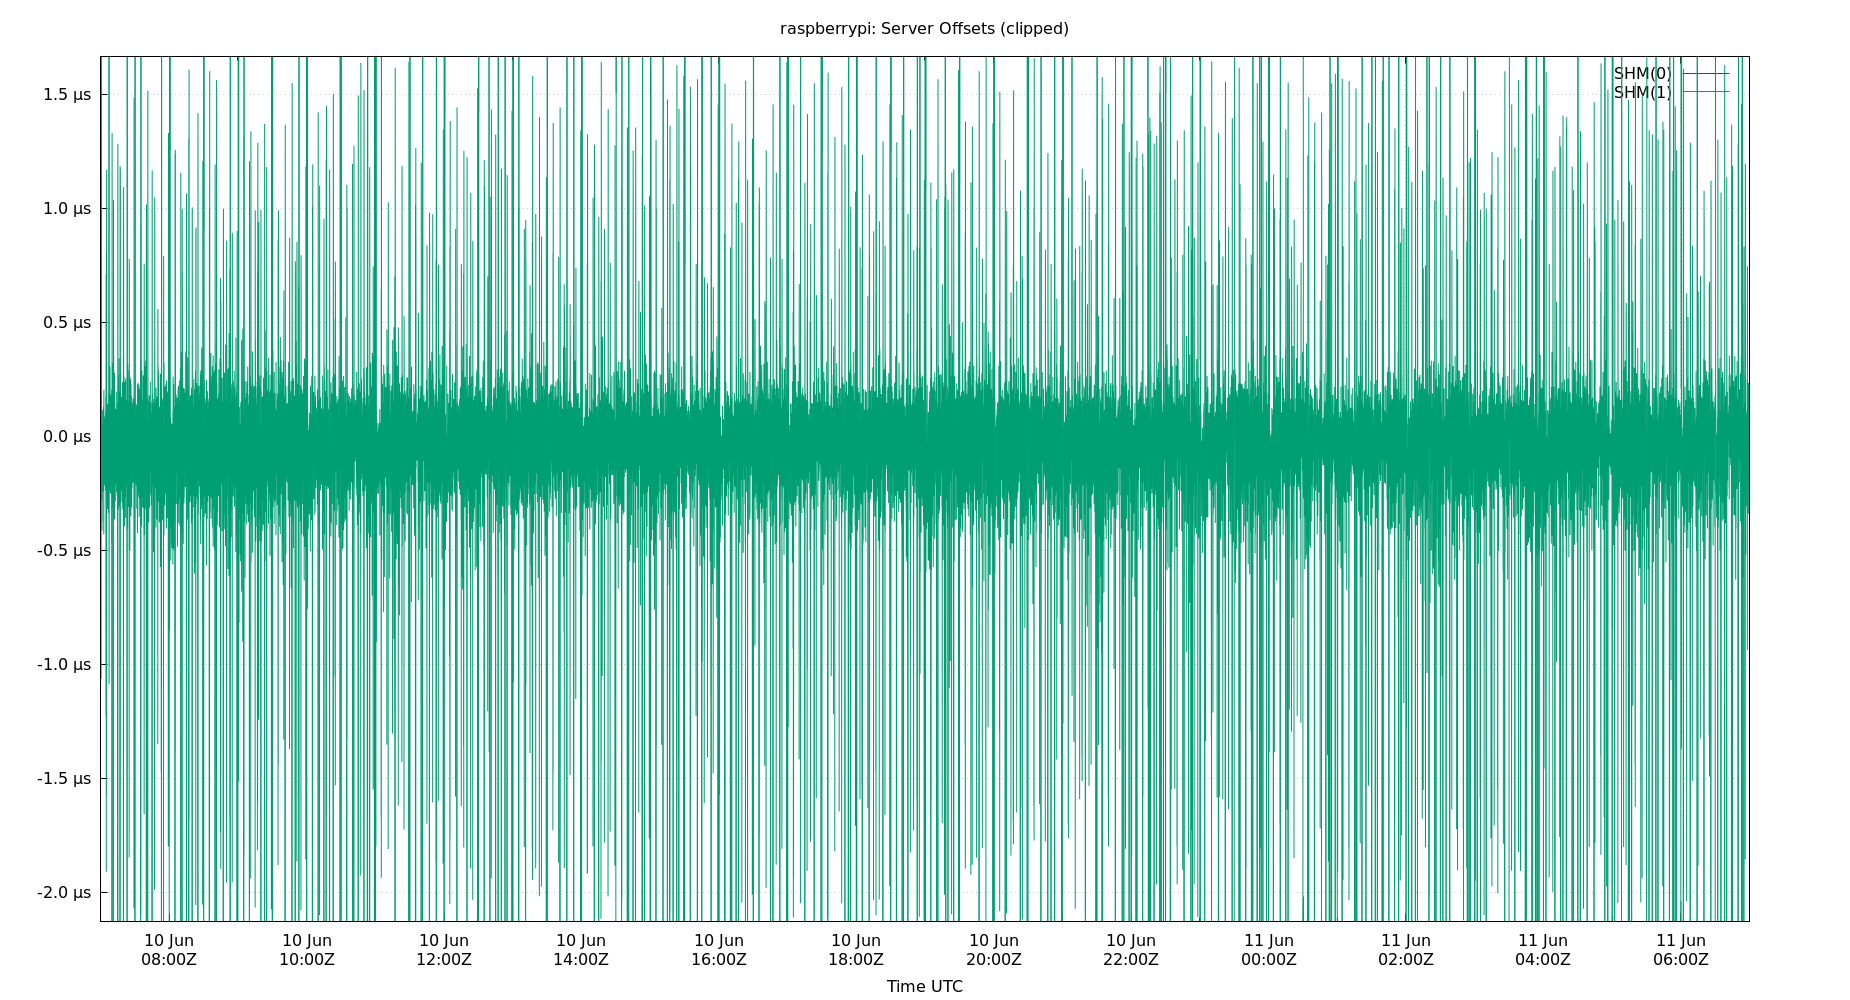 raspberrypi: Server Offsets (clipped)
SHM(0)
SHM(1)
1.5 µs
1.0 µs
0.5 µs
0.0 µs
-0.5 µs
-1.0 µs
-1.5 µs
-2.0 µs
10 Jun 10 Jun 10 Jun 10 Jun 10 Jun 10 Jun 10 Jun 10 Jun 11 Jun 11 Jun 11 Jun 11 Jun
08:00Z 10:00Z 12:00Z 14:00Z 16:00Z 18:00Z 20:00Z 22:00Z 00:00Z 02:00Z 04:00Z 06:00Z
Time UTC